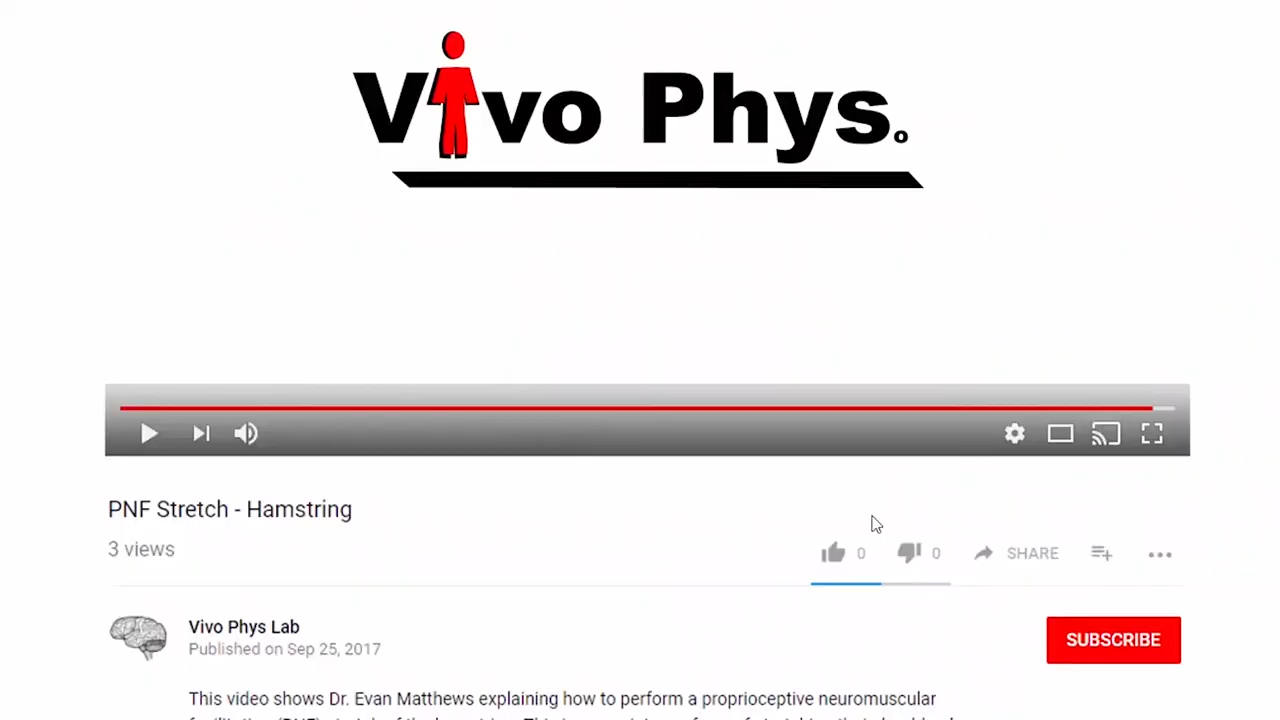 Vivo Phys.
PNF Stretch - Hamstring
3 views
0 0 SHARE
Vivo Phys Lab
Published on Sep 25, 2017
SUBSCRIBE
This video shows Dr. Evan Matthews explaining how to perform a proprioceptive neuromuscular